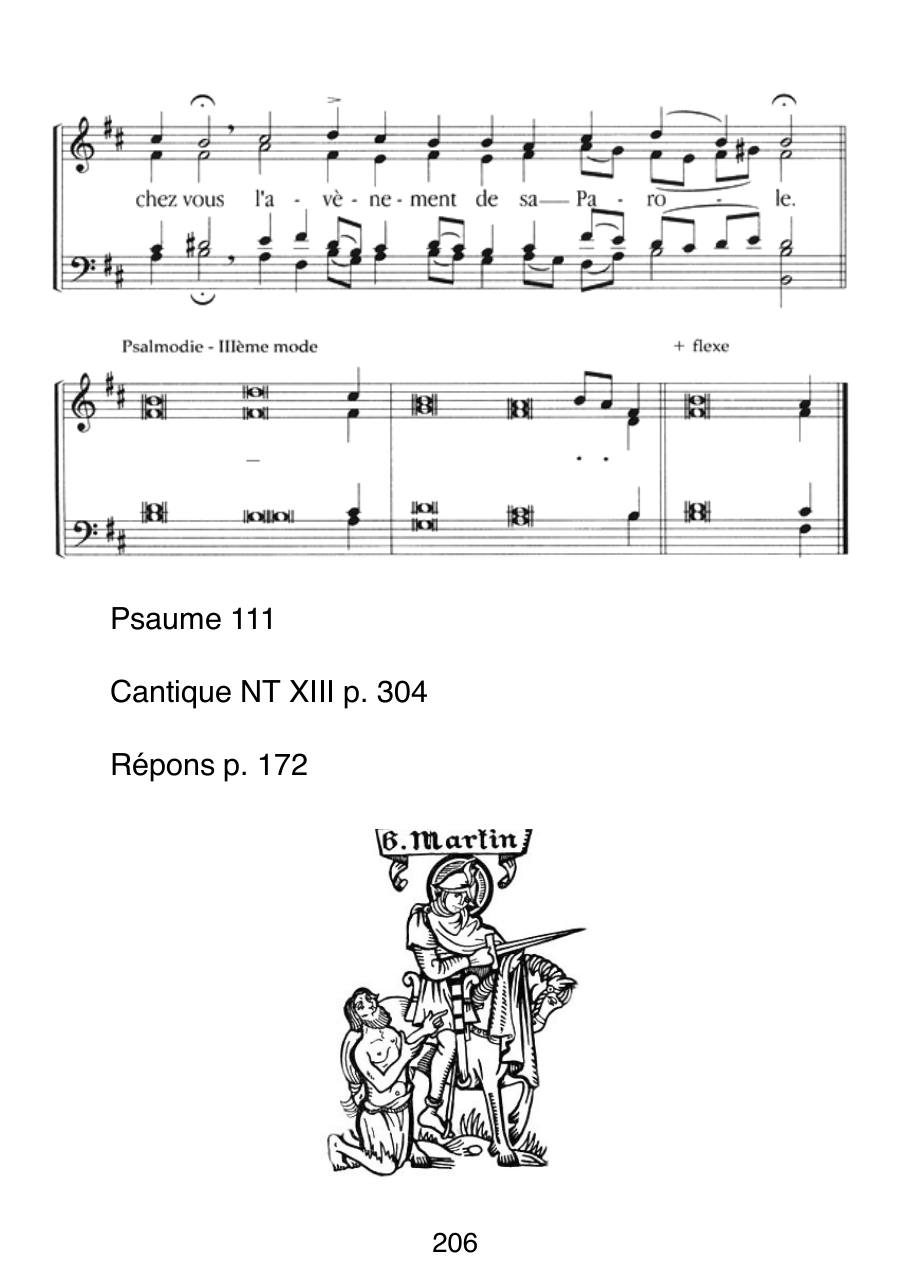 chez vous l'a - vè - ne - ment de sa— Pa - ro - le.
Psalmodie - IIIème mode + flexe
Psaume 111
Cantique NT XIII p. 304
Répons p. 172
S. Martin
206